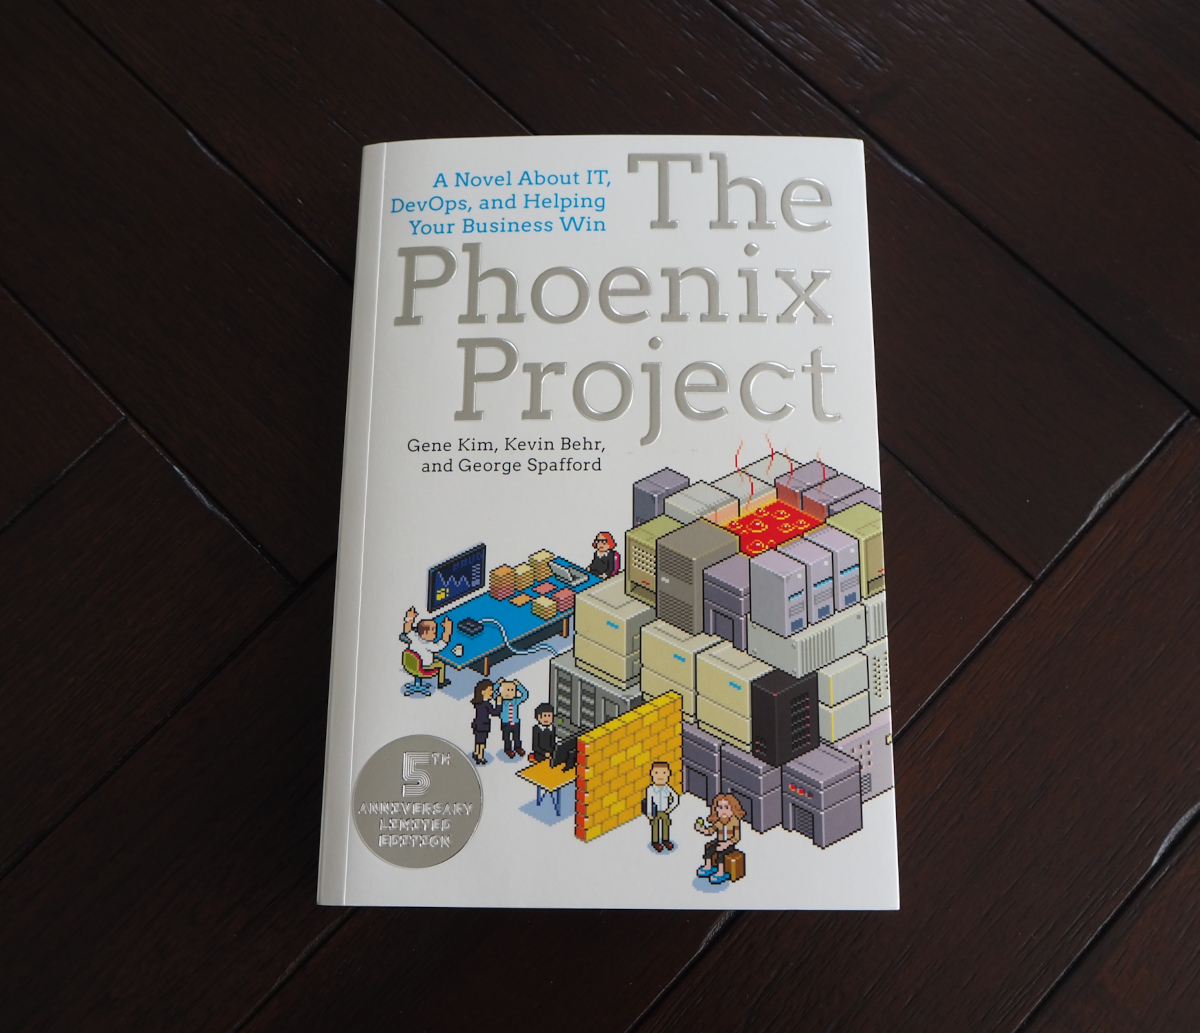 A Novel About IT,
DevOps, and Helping
Your Business Win
The
Phoenix
Project
Gene Kim, Kevin Behr,
and George Spafford
5TH
ANNIVERSARY
LIMITED
EDITION